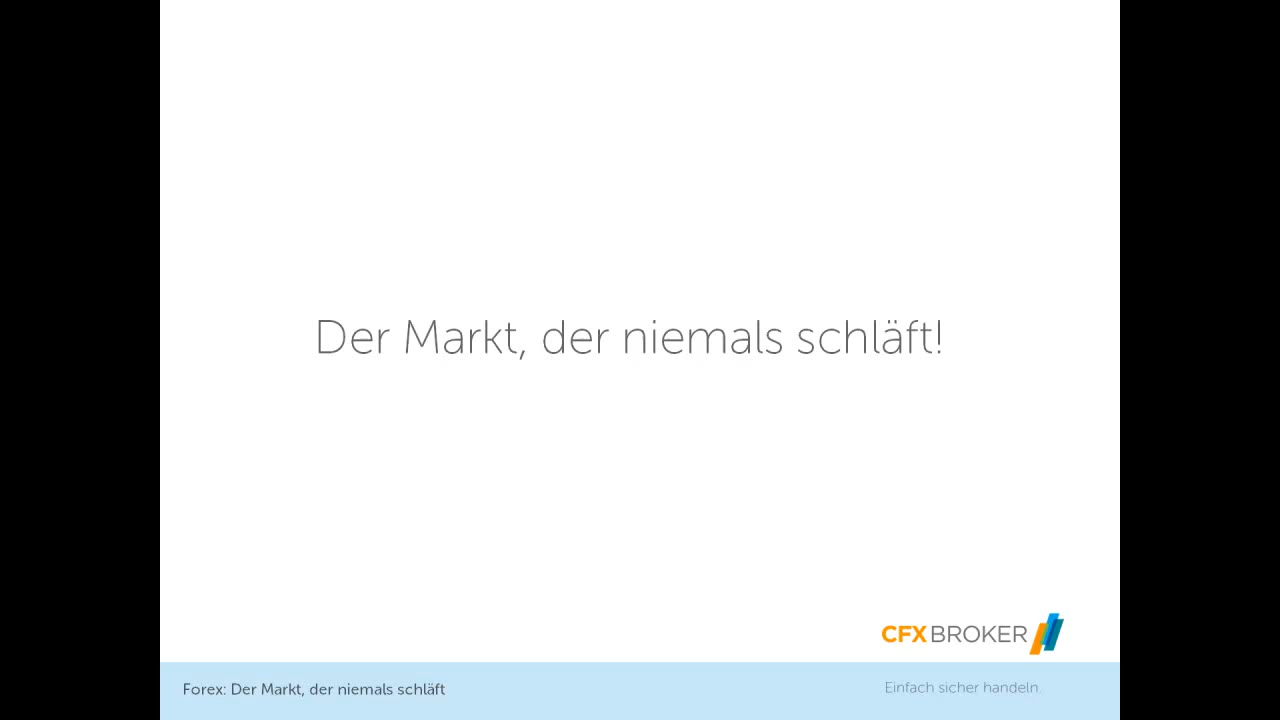 Der Markt, der niemals schläft!
CFXBROKER
Forex: Der Markt, der niemals schläft
Einfach sicher handeln.